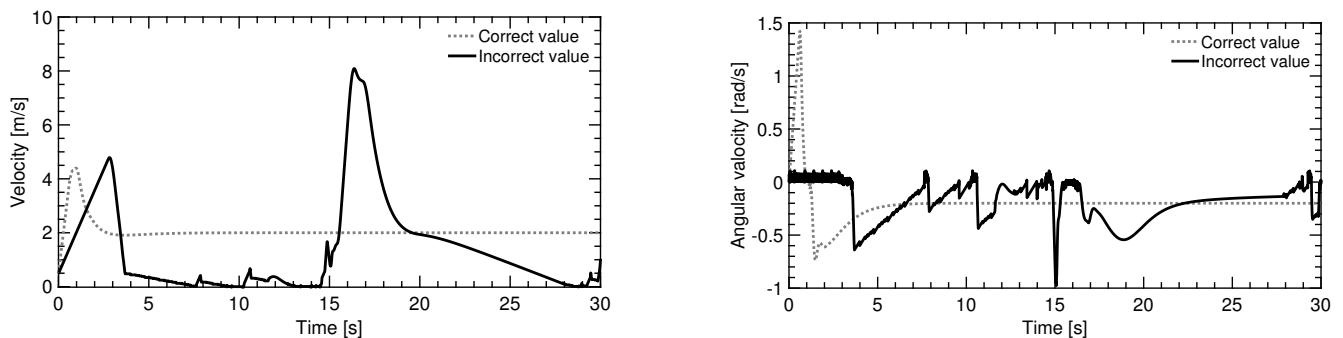 10
8
6
4
2
0
Velocity [m/s]
Correct value
Incorrect value
0 5 10 15 20 25 30
Time [s]
1.5
1
0.5
0
-0.5
-1
Angular valocity [rad/s]
Correct value
Incorrect value
0 5 10 15 20 25 30
Time [s]